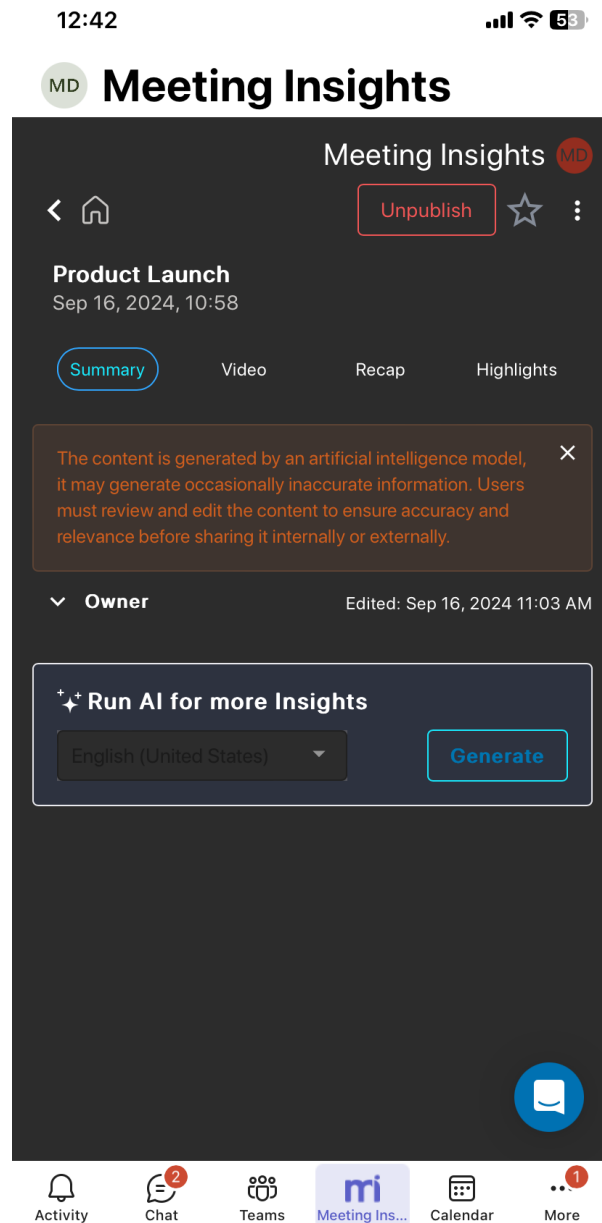 12:42
53
MD Meeting Insights
Meeting Insights MD
Unpublish
Product Launch
Sep 16, 2024, 10:58
Summary Video Recap Highlights
The content is generated by an artificial intelligence model,
it may generate occasionally inaccurate information. Users
must review and edit the content to ensure accuracy and
relevance before sharing it internally or externally.
Owner Edited: Sep 16, 2024 11:03 AM
Run AI for more Insights
English (United States) Generate
2 mi 1
Activity Chat Teams Meeting Ins... Calendar More